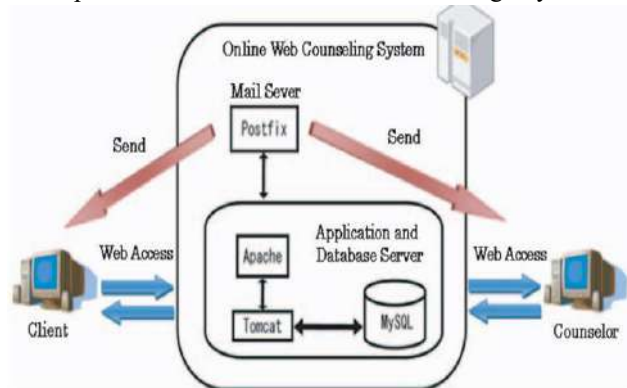 Online Web Counseling System
Mail Sever
Postfix
Send
Send
Application and
Database Server
Apache
Web Access
Web Access
Tomcat
MySQL
Client
Counselor